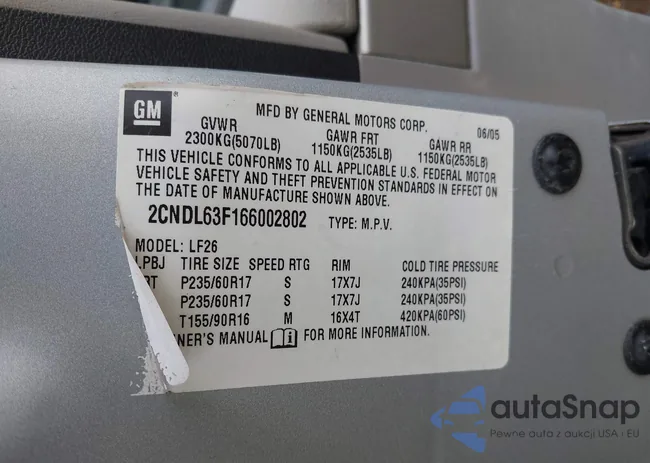 GM
MFD BY GENERAL MOTORS CORP. 06/05
GVWR GAWR FRT GAWR RR
2300KG(5070LB) 1150KG(2535LB) 1150KG(2535LB)
THIS VEHICLE CONFORMS TO ALL APPLICABLE U.S. FEDERAL MOTOR
VEHICLE SAFETY AND THEFT PREVENTION STANDARDS IN EFFECT ON
THE DATE OF MANUFACTURE SHOWN ABOVE.
2CNDL63F166002802 TYPE: M.P.V.
MODEL: LF26
LPBJ TIRE SIZE SPEED RTG RIM COLD TIRE PRESSURE
P235/60R17 S 17X7J 240KPA(35PSI)
P235/60R17 S 17X7J 240KPA(35PSI)
T155/90R16 M 16X4T 420KPA(60PSI)
NER'S MANUAL FOR MORE INFORMATION.
autaSnap
Pewne auta z aukcji USA i EU